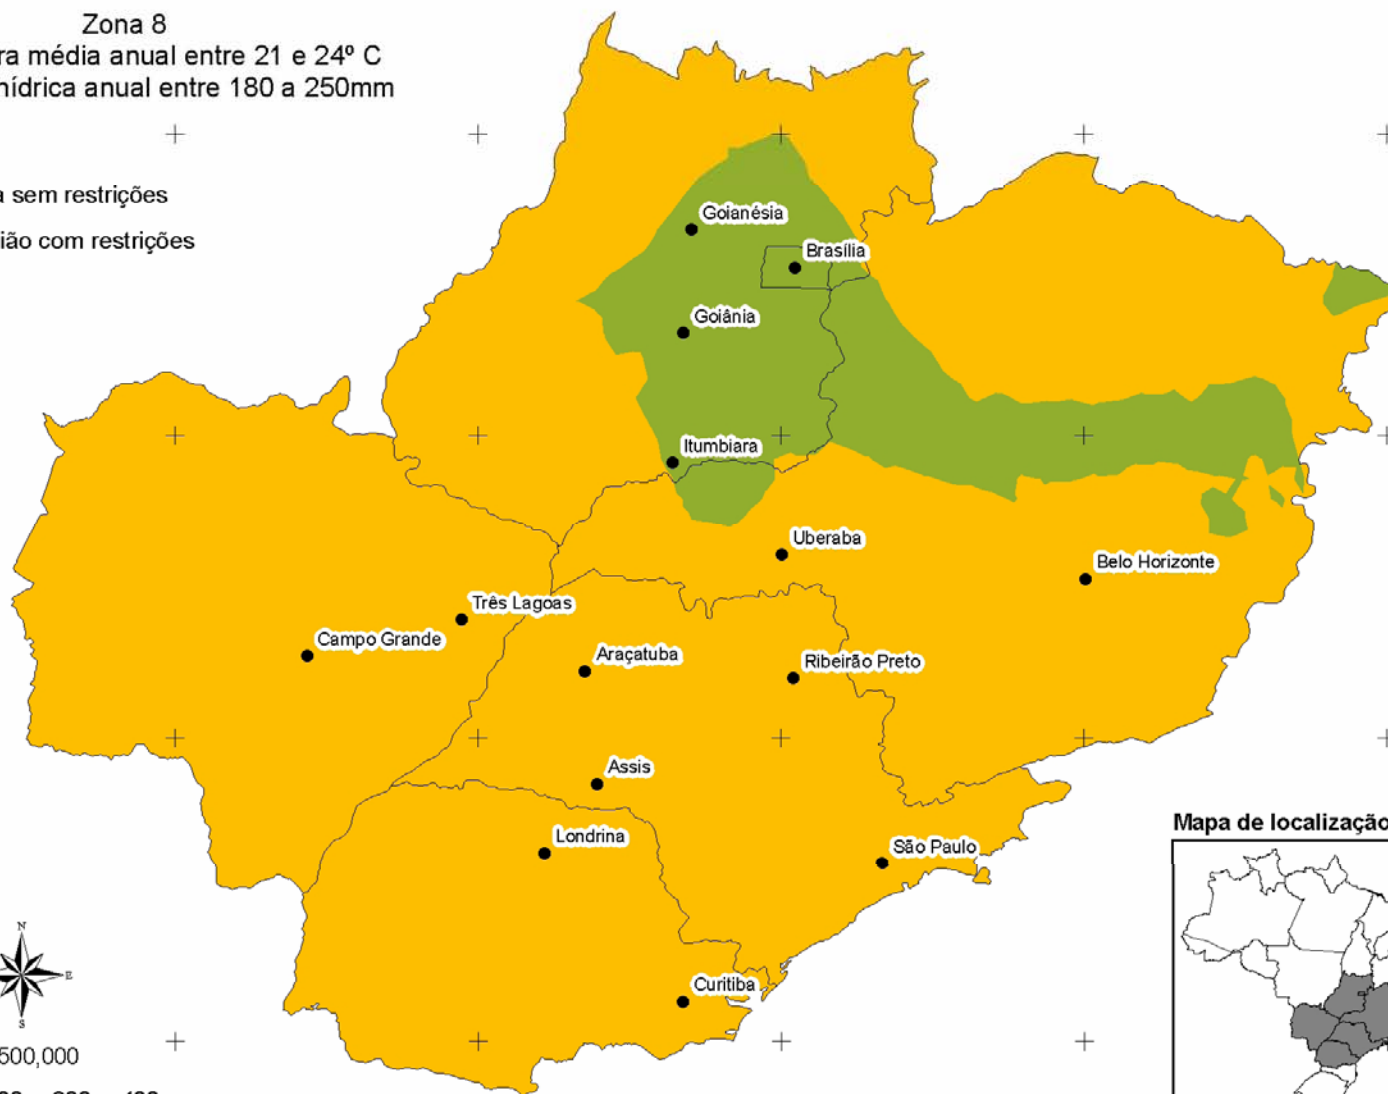 Zona 8
ra média anual entre 21 e 24º C
hídrica anual entre 180 a 250mm
a sem restrições
ião com restrições
Goianésia
Brasília
Goiânia
Itumbiara
Uberaba
Belo Horizonte
Três Lagoas
Campo Grande
Araçatuba
Ribeirão Preto
Assis
Londrina
São Paulo
Mapa de localização
Curitiba
N
E
S
500,000